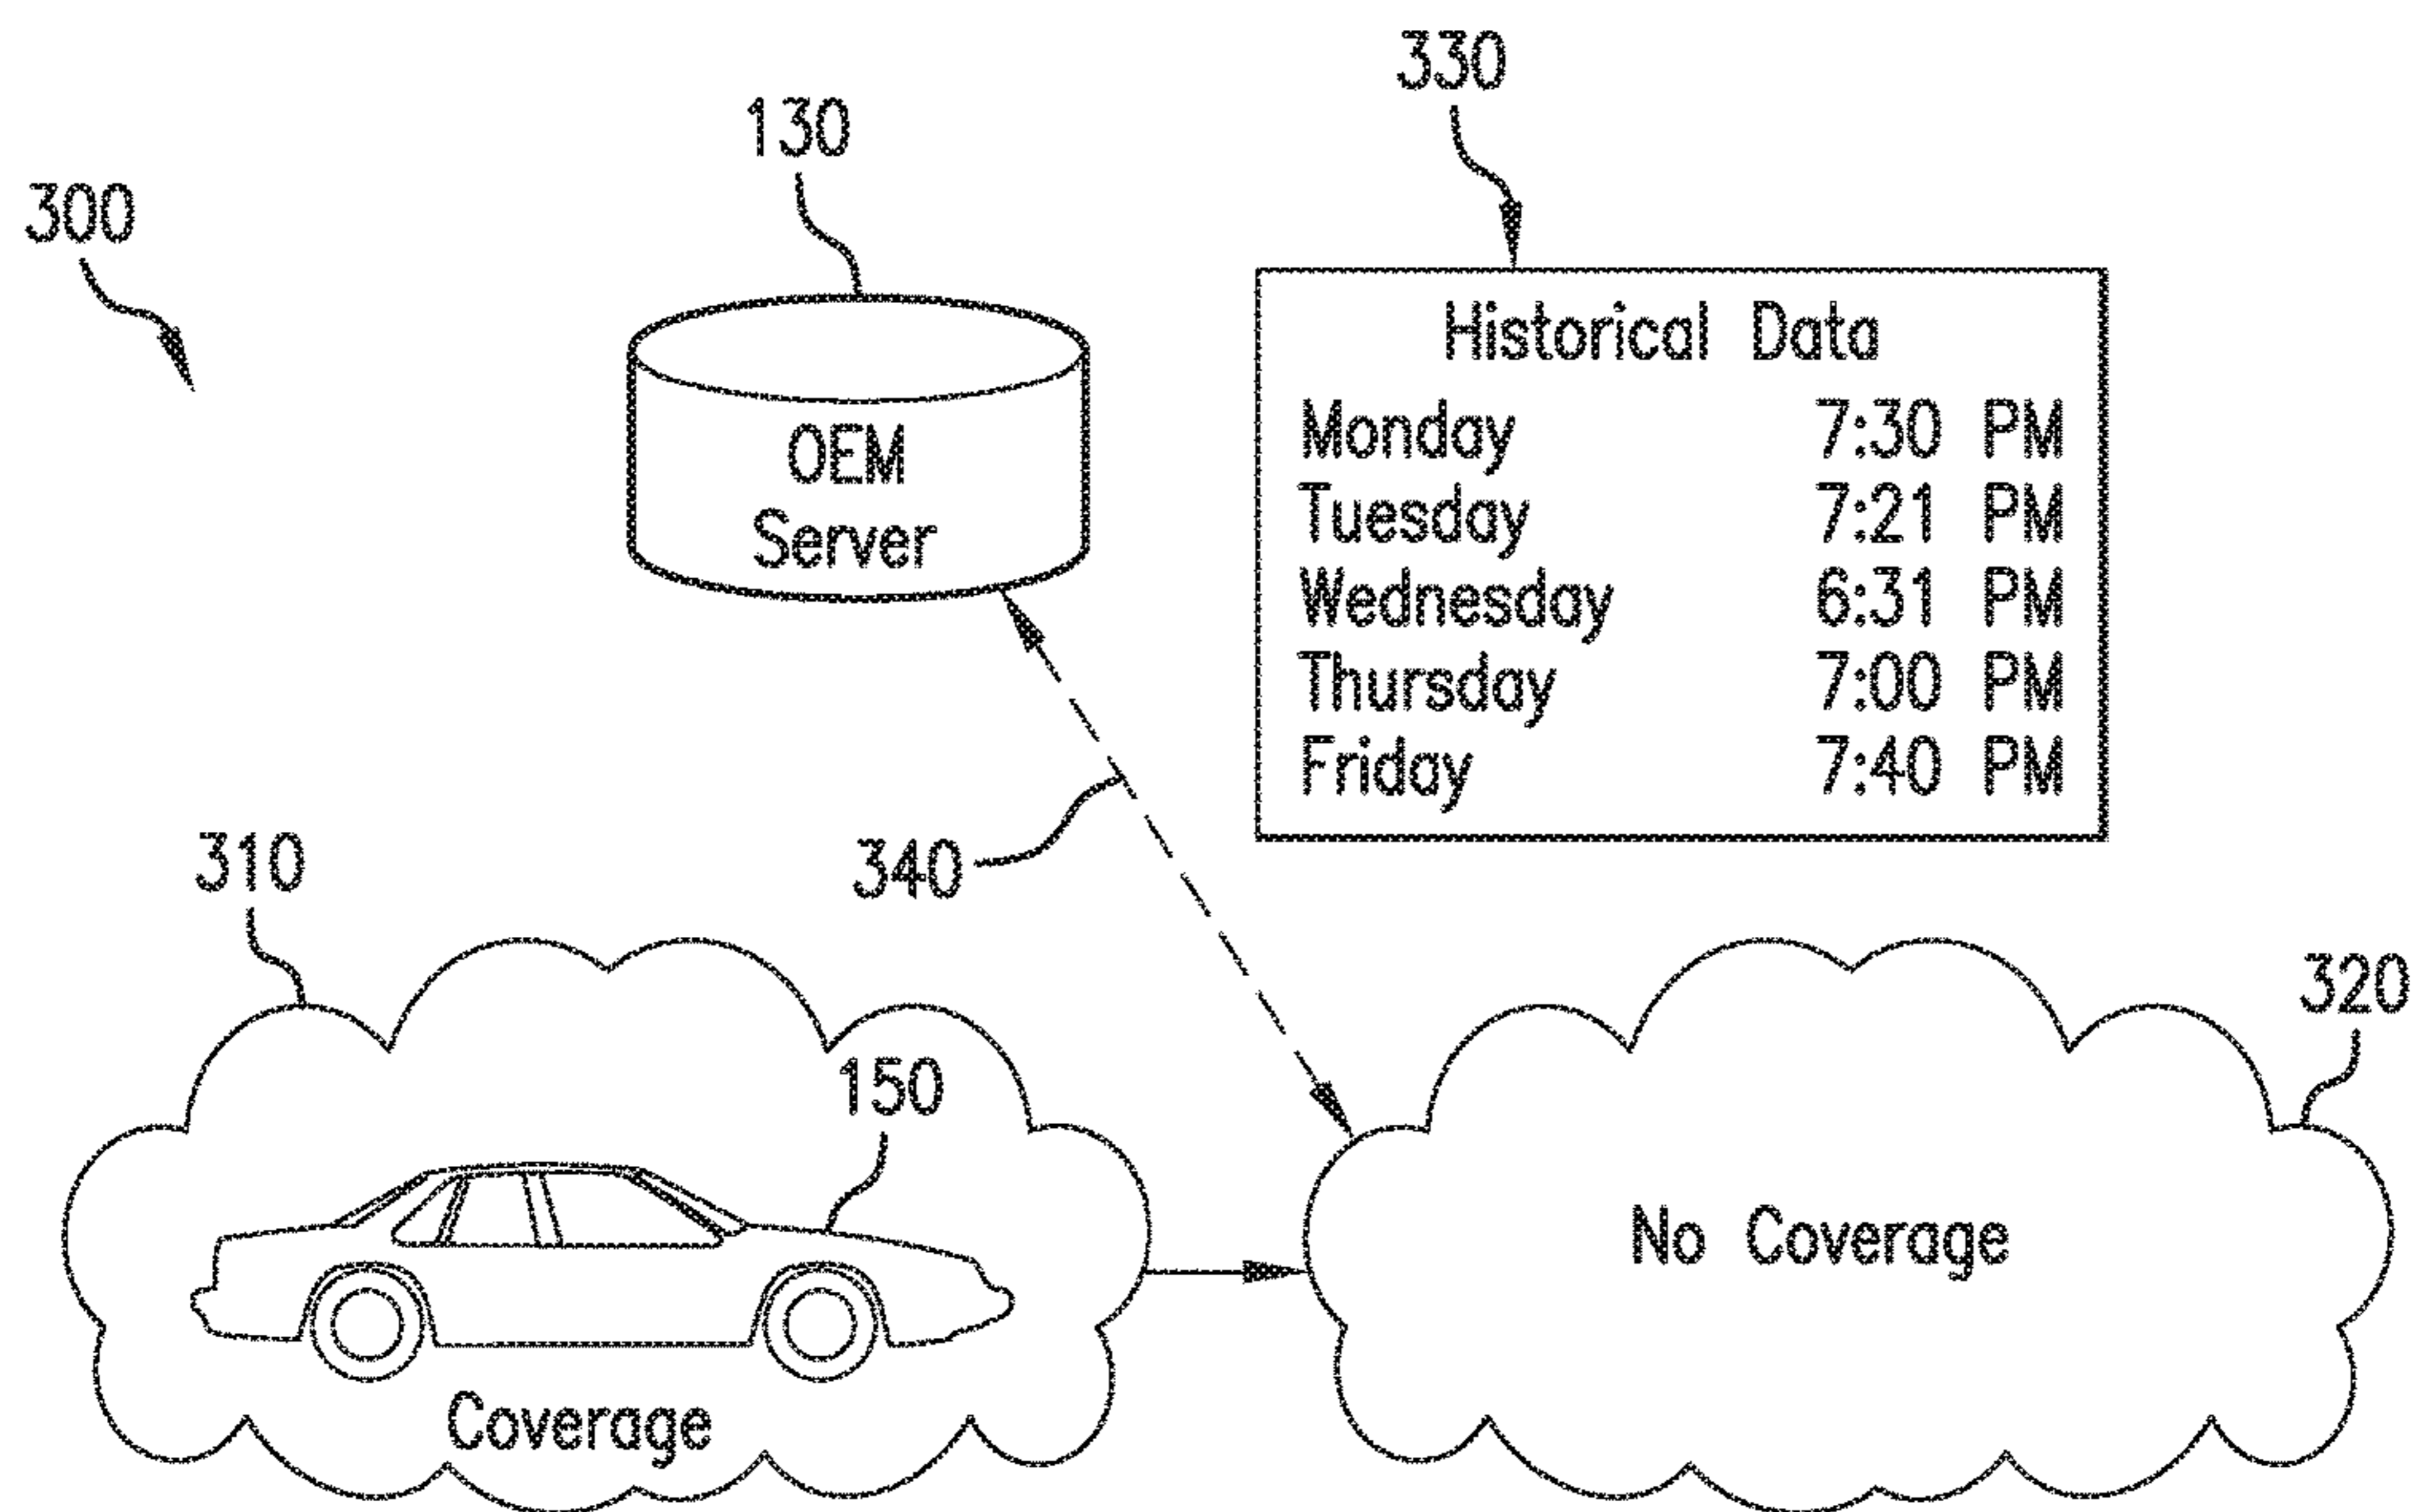 330
130
300
Historical Data
Monday 7:30 PM
Tuesday 7:21 PM
Wednesday 6:31 PM
Thursday 7:00 PM
Friday 7:40 PM
OEM
Server
310
340
320
150
No Coverage
Coverage